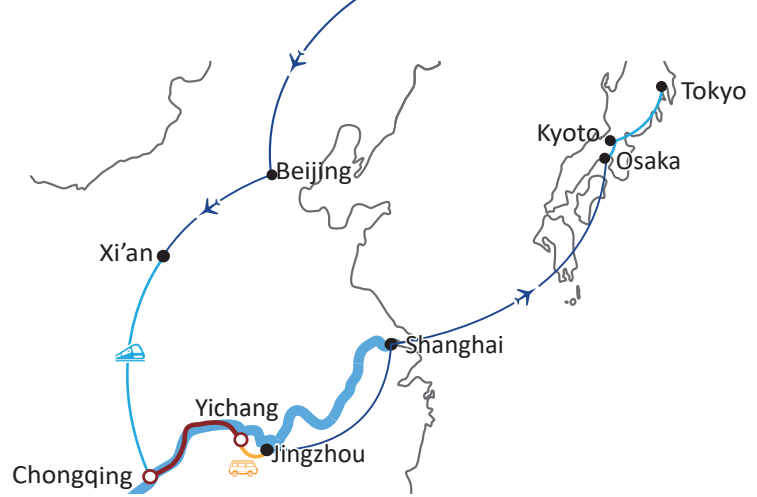 Tokyo
Kyoto
Osaka
Beijing
Xi’an
Shanghai
Yichang
Jingzhou
Chongqing